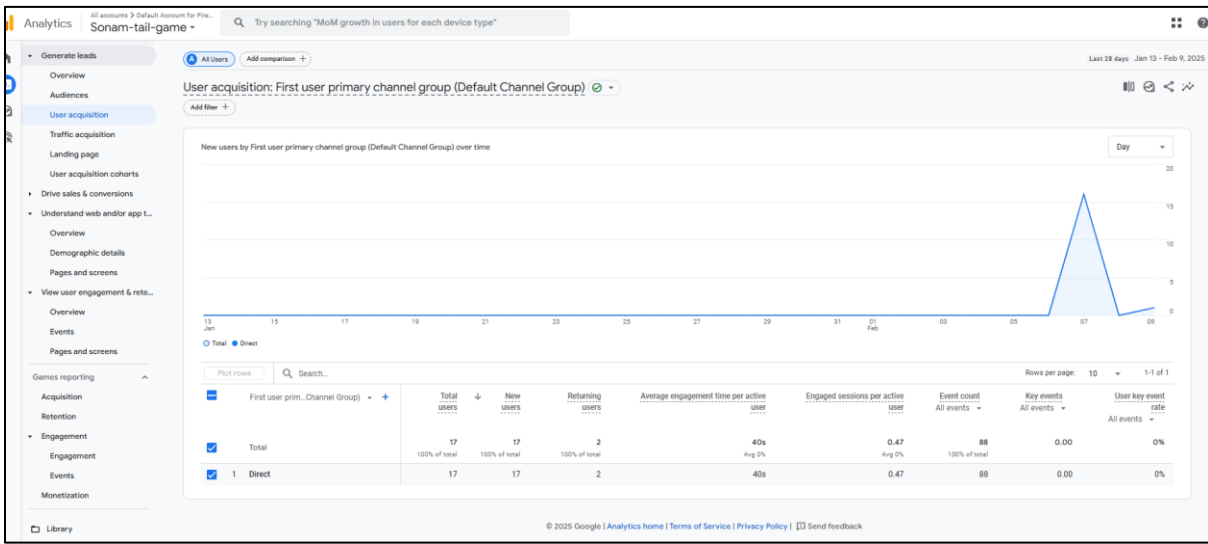 Analytics
All accounts > Default Account for Fire...
Sonam-tail-game
Try searching "MoM growth in users for each device type"
Generate leads
Overview
Audiences
User acquisition
Traffic acquisition
Landing page
User acquisition cohorts
Drive sales & conversions
Understand web and/or app t...
Overview
Demographic details
Pages and screens
View user engagement & rete...
Overview
Events
Pages and screens
Games reporting
Acquisition
Retention
Engagement
Engagement
Events
Monetization
Library
A All Users
Add comparison +
Last 28 days Jan 13 - Feb 9, 2025
User acquisition: First user primary channel group (Default Channel Group)
Add filter +
New users by First user primary channel group (Default Channel Group) over time
Day
20
15
10
5
0
13 Jan 15 17 19 21 23 25 27 29 31 01 Feb 03 05 07 09
Total Direct
Plot rows
Search...
Rows per page: 10 1-1 of 1
First user prim...Channel Group) +
Total users
New users
Returning users
Average engagement time per active user
Engaged sessions per active user
Event count
All events
Key events
All events
User key event rate
All events
Total 17 17 2 40s 0.47 88 0.00 0%
100% of total 100% of total 100% of total Avg 0% Avg 0% 100% of total
1 Direct 17 17 2 40s 0.47 88 0.00 0%
© 2025 Google | Analytics home | Terms of Service | Privacy Policy | Send feedback